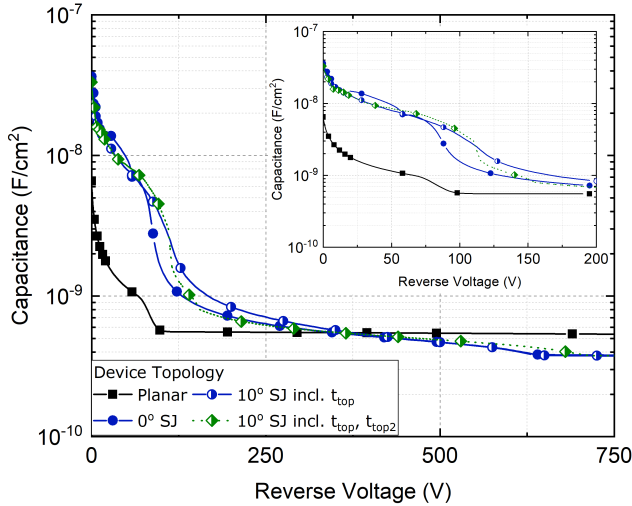 10⁻⁷
10⁻⁸
10⁻⁹
10⁻¹⁰
Capacitance (F/cm²)
0
250
500
750
Reverse Voltage (V)
10⁻⁷
10⁻⁸
10⁻⁹
10⁻¹⁰
Capacitance (F/cm²)
0
50
100
150
200
Reverse Voltage (V)
Device Topology
Planar
10° SJ incl. t_top
0° SJ
10° SJ incl. t_top, t_top2